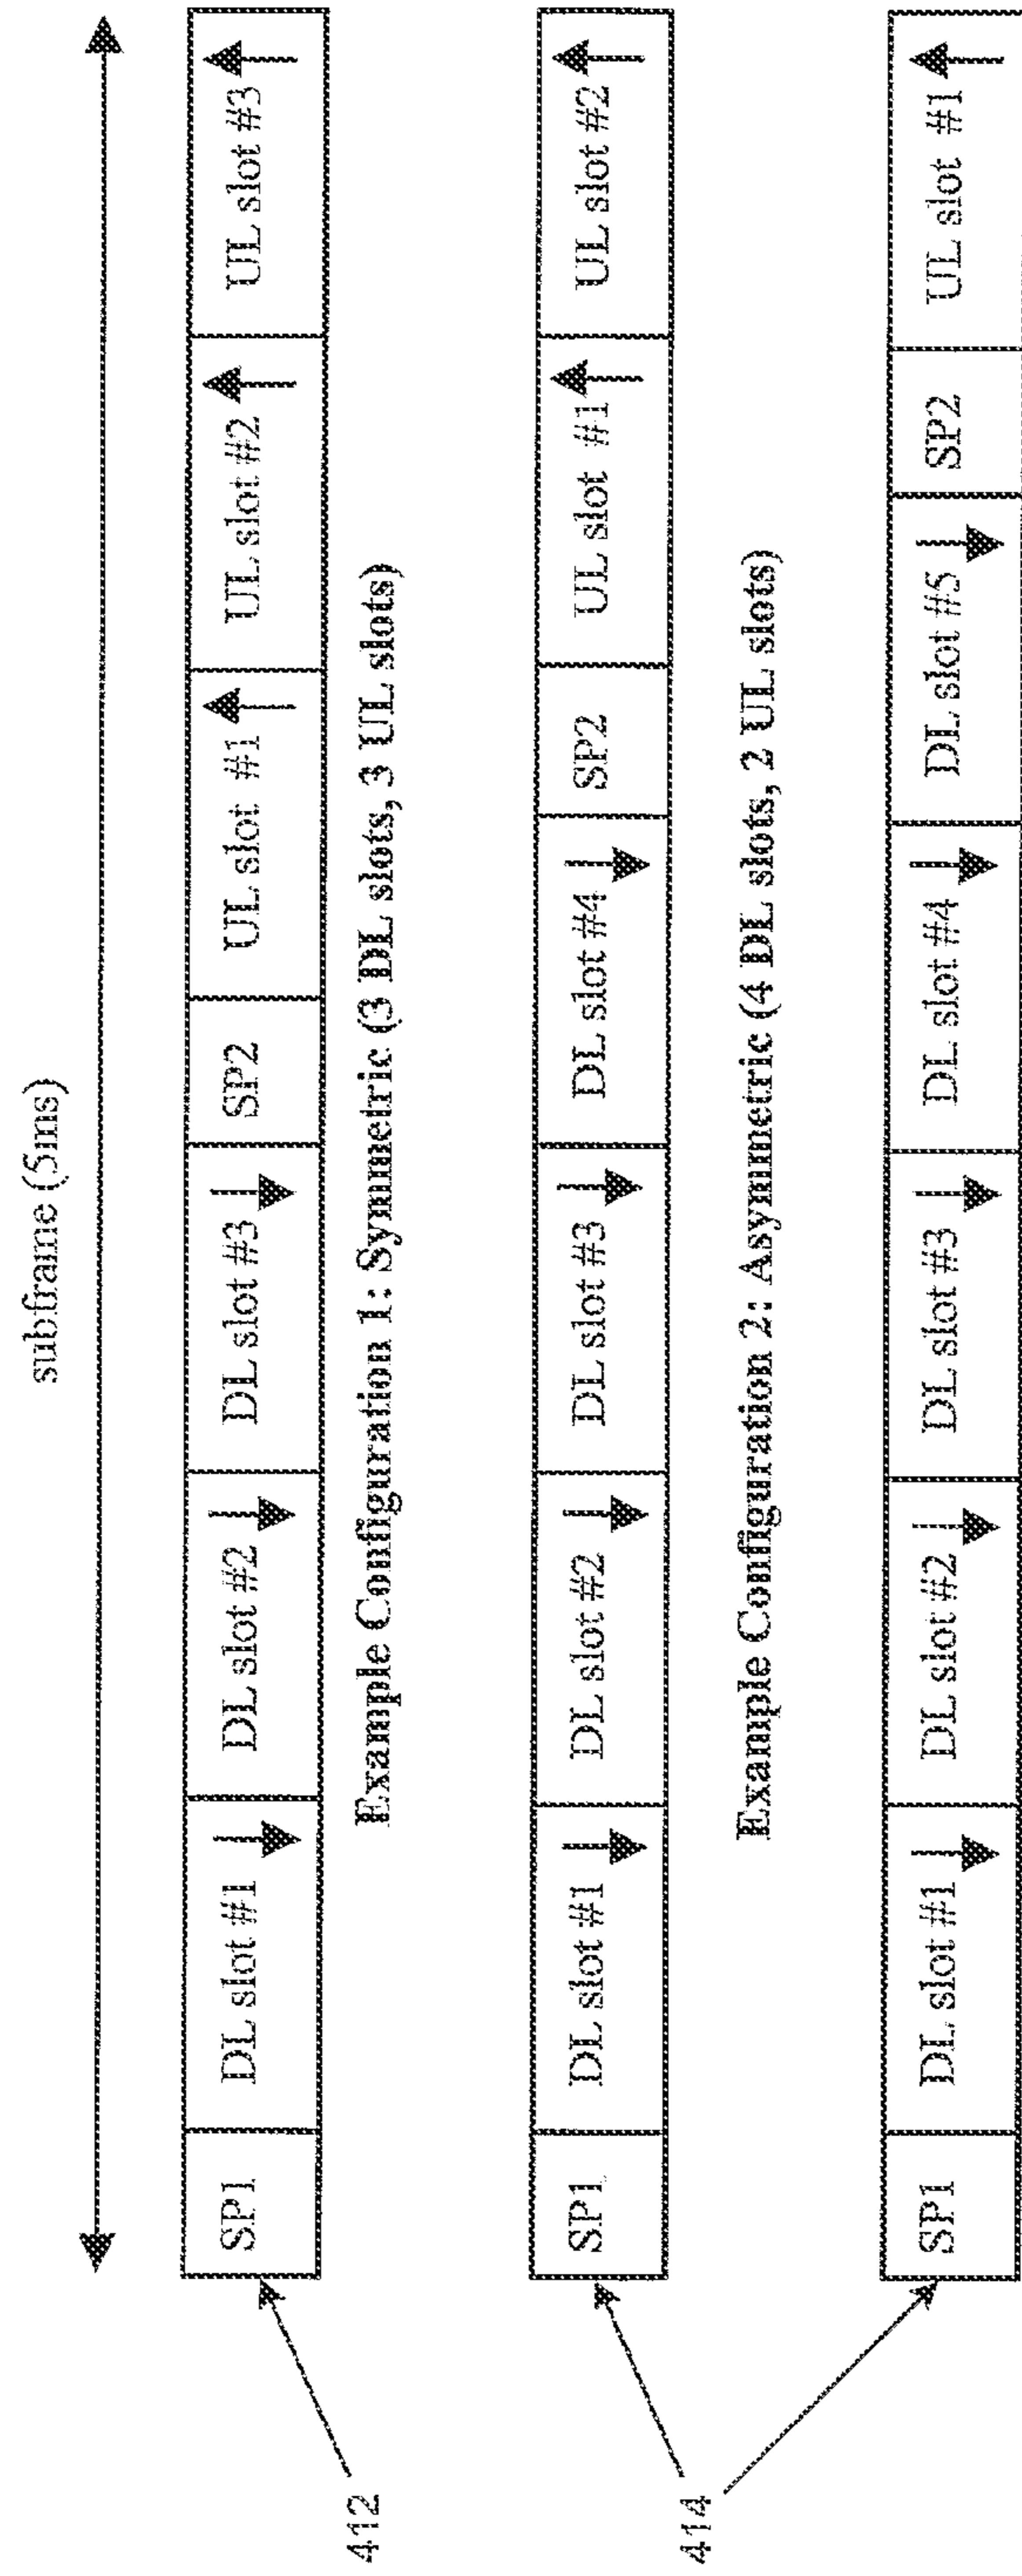 subframe (5ms)
412
SP1 DL slot #1 DL slot #2 DL slot #3 SP2 UL slot #1 UL slot #2 UL slot #3
Example Configuration 1: Symmetric (3 DL slots, 3 UL slots)
414
SP1 DL slot #1 DL slot #2 DL slot #3 DL slot #4 SP2 UL slot #1 UL slot #2
Example Configuration 2: Asymmetric (4 DL slots, 2 UL slots)
SP1 DL slot #1 DL slot #2 DL slot #3 DL slot #4 DL slot #5 SP2 UL slot #1